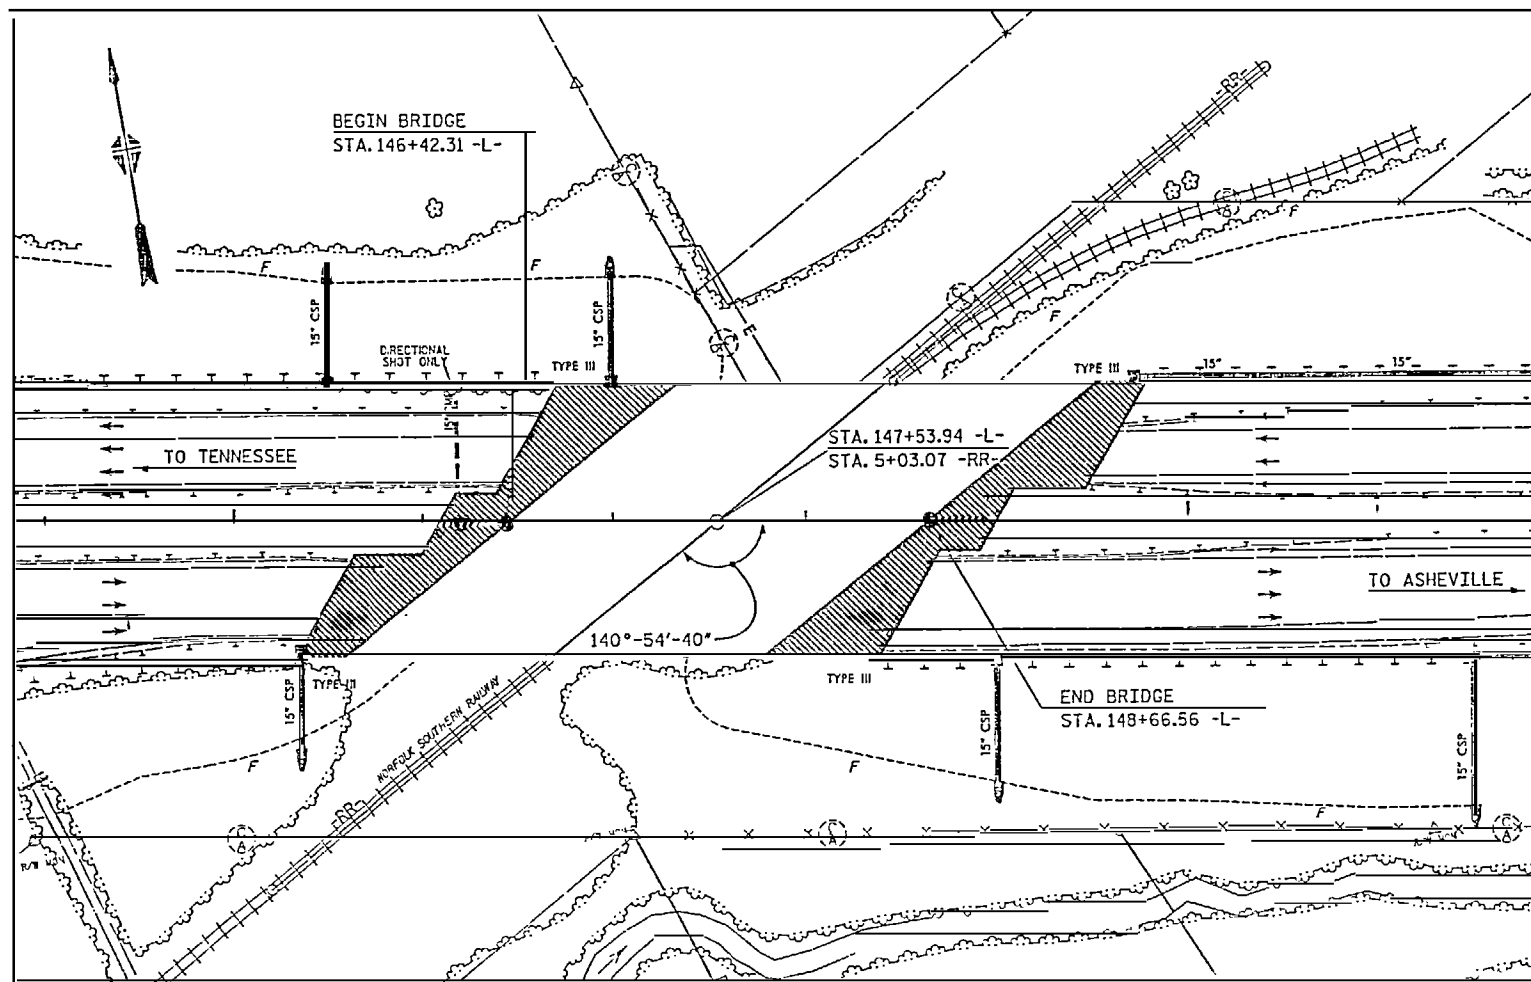 -RR-
BEGIN BRIDGE
STA. 146+42.31 -L-
C
B
C
B
F
F
F
C
F
15" CSP
15" CSP
E
C
B
DIRECTIONAL
SHOT ONLY
TYPE III
TYPE III
15"
15"
15"
STA. 147+53.94 -L-
STA. 5+03.07 -RR-
TO TENNESSEE
TO ASHEVILLE
140°-54'-40"
TYPE III
TYPE III
15" CSP
NORFOLK SOUTHERN RAILWAY
END BRIDGE
STA. 148+66.56 -L-
15" CSP
15" CSP
F
F
F
-RR-
C
A
C
A
C
A
R/W MON